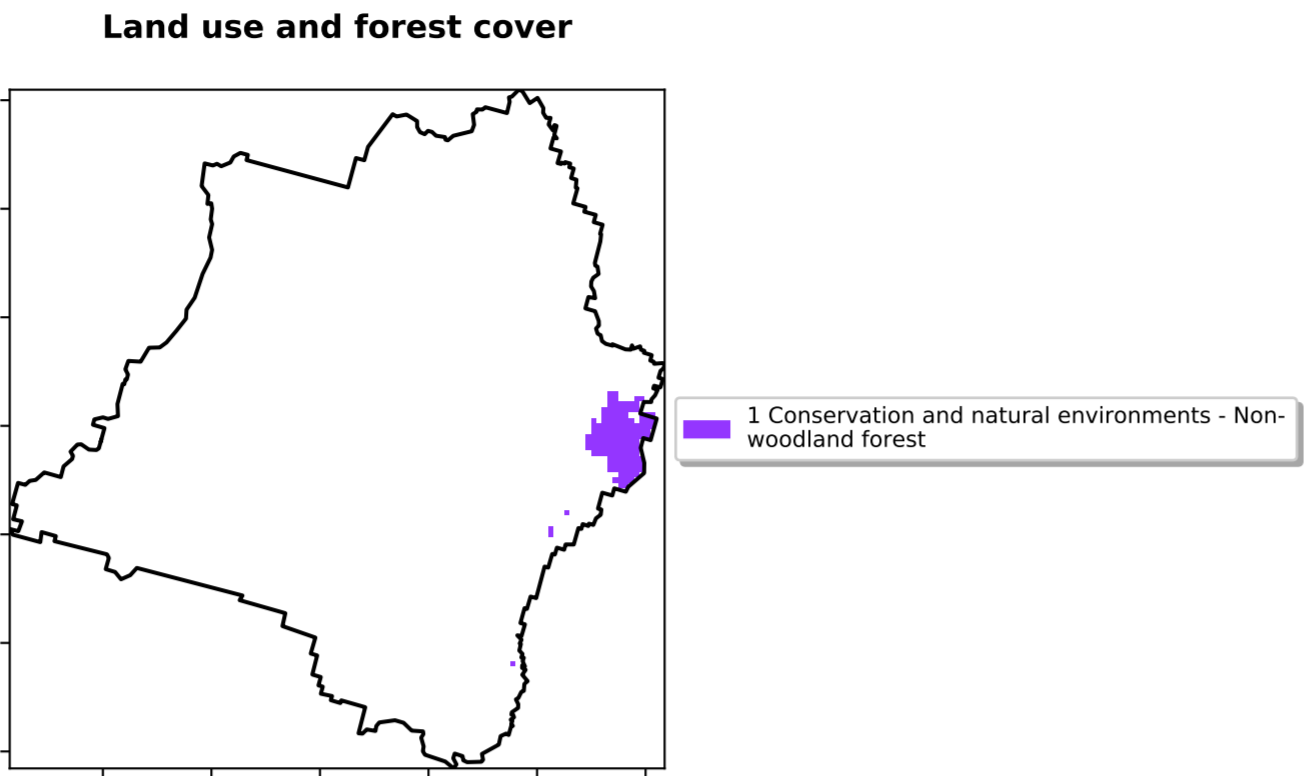 Land use and forest cover
1 Conservation and natural environments - Non-
woodland forest